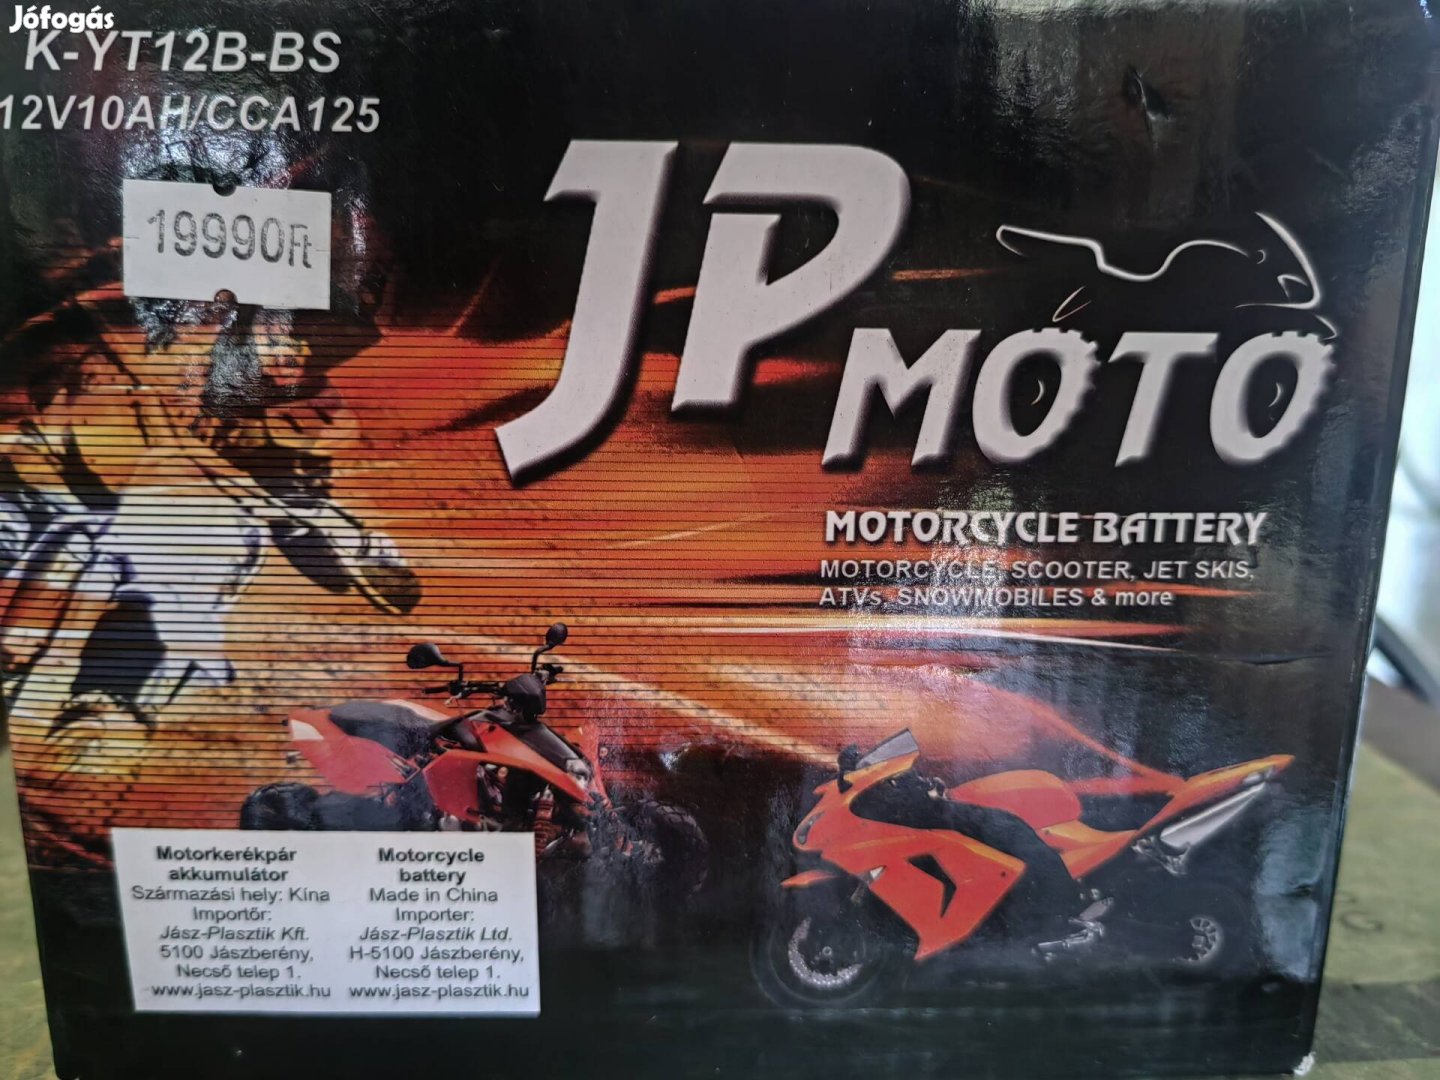 Jófogás
K-YT12B-BS
12V10AH/CCA125
19990Ft
JP
MOTO
MOTORCYCLE BATTERY
MOTORCYCLE, SCOOTER, JET SKIS,
ATVs, SNOWMOBILES & more
Motorkerékpár
akkumulátor
Származási hely: Kína
Importőr:
Jász-Plasztik Kft.
5100 Jászberény,
Necső telep 1.
www.jasz-plasztik.hu
Motorcycle
battery
Made in China
Importer:
Jász-Plasztik Ltd.
H-5100 Jászberény,
Necső telep 1.
www.jasz-plasztik.hu